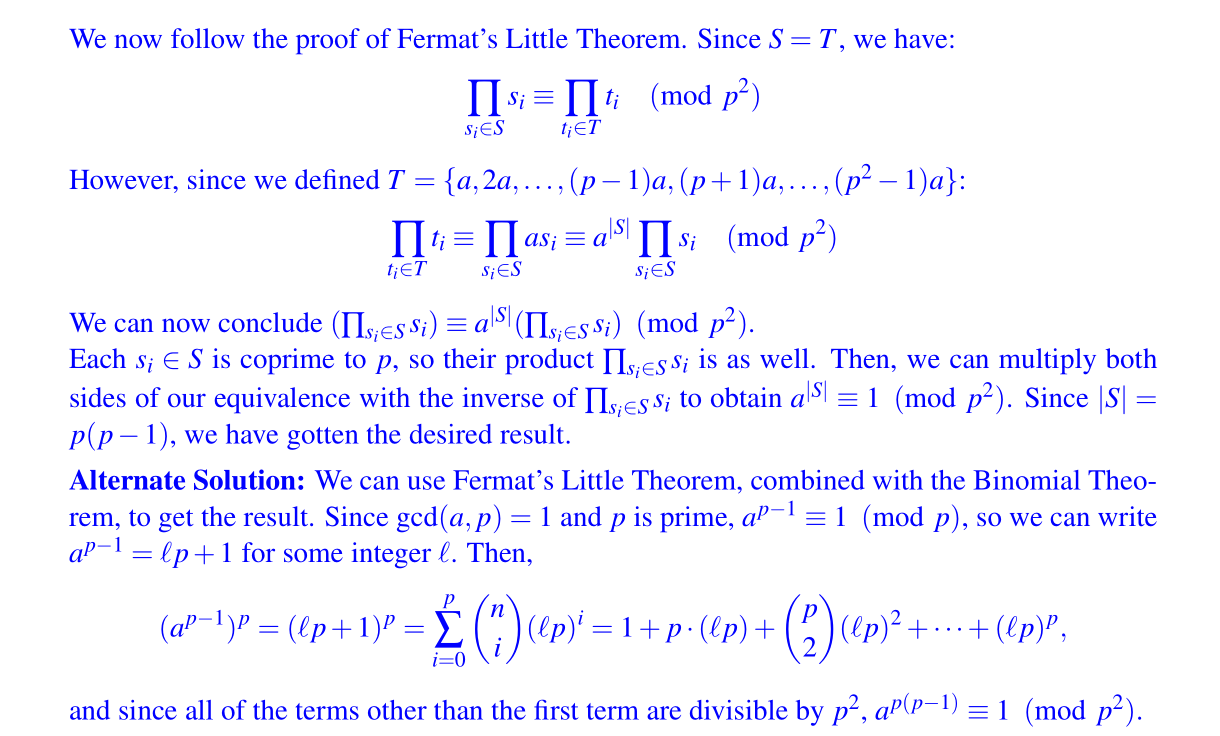 We now follow the proof of Fermat's Little Theorem. Since $S = T$, we have:
$$\prod_{s_i \in S} s_i \equiv \prod_{t_i \in T} t_i \pmod{p^2}$$
However, since we defined $T = \{a, 2a, \ldots, (p-1)a, (p+1)a, \ldots, (p^2-1)a\}$:
$$\prod_{t_i \in T} t_i \equiv \prod_{s_i \in S} a s_i \equiv a^{|S|} \prod_{s_i \in S} s_i \pmod{p^2}$$
We can now conclude $(\prod_{s_i \in S} s_i) \equiv a^{|S|} (\prod_{s_i \in S} s_i) \pmod{p^2}$.
Each $s_i \in S$ is coprime to $p$, so their product $\prod_{s_i \in S} s_i$ is as well. Then, we can multiply both
sides of our equivalence with the inverse of $\prod_{s_i \in S} s_i$ to obtain $a^{|S|} \equiv 1 \pmod{p^2}$. Since $|S| =$
$p(p-1)$, we have gotten the desired result.
Alternate Solution: We can use Fermat's Little Theorem, combined with the Binomial Theo-
rem, to get the result. Since $\gcd(a, p) = 1$ and $p$ is prime, $a^{p-1} \equiv 1 \pmod{p}$, so we can write
$a^{p-1} = \ell p + 1$ for some integer $\ell$. Then,
$$(a^{p-1})^p = (\ell p + 1)^p = \sum_{i=0}^{p} \binom{n}{i} (\ell p)^i = 1 + p \cdot (\ell p) + \binom{p}{2} (\ell p)^2 + \cdots + (\ell p)^p,$$
and since all of the terms other than the first term are divisible by $p^2$, $a^{p(p-1)} \equiv 1 \pmod{p^2}$.